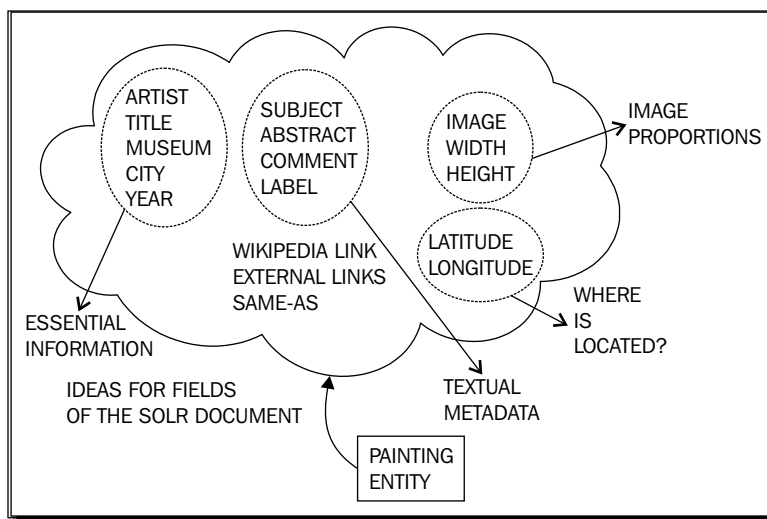 ARTIST
TITLE
MUSEUM
CITY
YEAR
SUBJECT
ABSTRACT
COMMENT
LABEL
IMAGE
WIDTH
HEIGHT
IMAGE
PROPORTIONS
LATITUDE
LONGITUDE
WIKIPEDIA LINK
EXTERNAL LINKS
SAME-AS
WHERE
IS
LOCATED?
ESSENTIAL
INFORMATION
IDEAS FOR FIELDS
OF THE SOLR DOCUMENT
TEXTUAL
METADATA
PAINTING
ENTITY